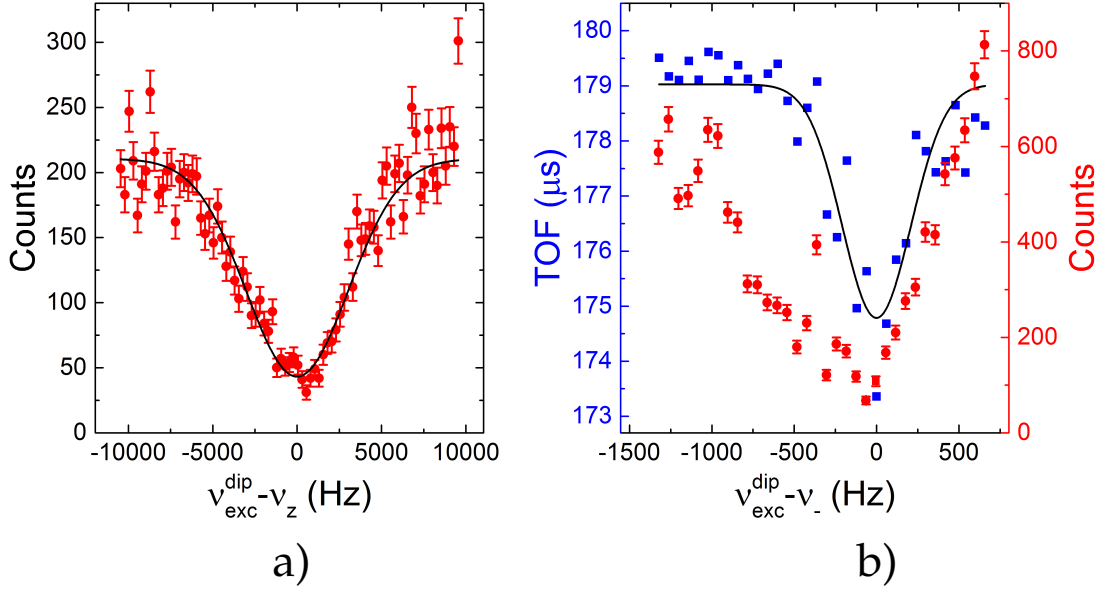 300
250
200
150
100
50
0
Counts
-10000 -5000 0 5000 10000
ν_exc^dip-ν_z (Hz)
a)
180
179
178
177
176
175
174
173
TOF (μs)
800
600
400
200
0
Counts
-1500 -1000 -500 0 500
ν_exc^dip-ν_- (Hz)
b)